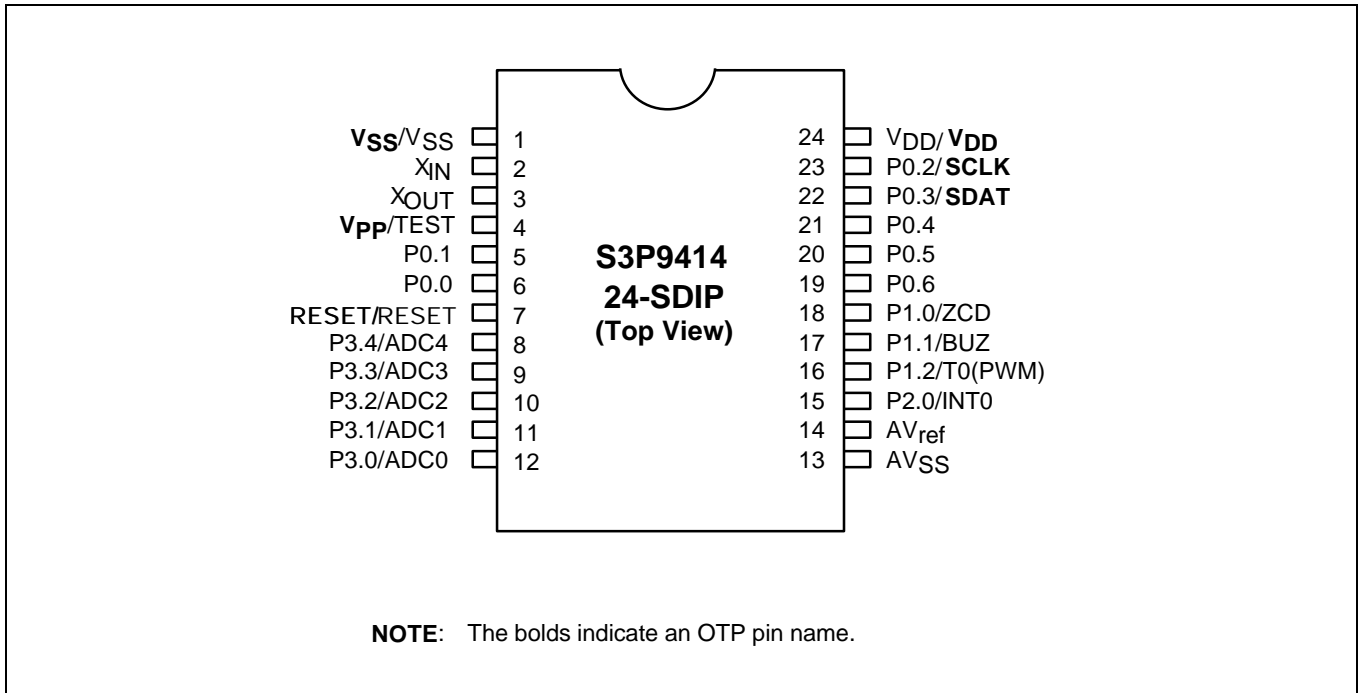 VSS/VSS 1
XIN 2
XOUT 3
VPP/TEST 4
P0.1 5
P0.0 6
RESET/RESET 7
P3.4/ADC4 8
P3.3/ADC3 9
P3.2/ADC2 10
P3.1/ADC1 11
P3.0/ADC0 12
S3P9414
24-SDIP
(Top View)
24 VDD/VDD
23 P0.2/SCLK
22 P0.3/SDAT
21 P0.4
20 P0.5
19 P0.6
18 P1.0/ZCD
17 P1.1/BUZ
16 P1.2/T0(PWM)
15 P2.0/INT0
14 AVref
13 AVSS
NOTE: The bolds indicate an OTP pin name.